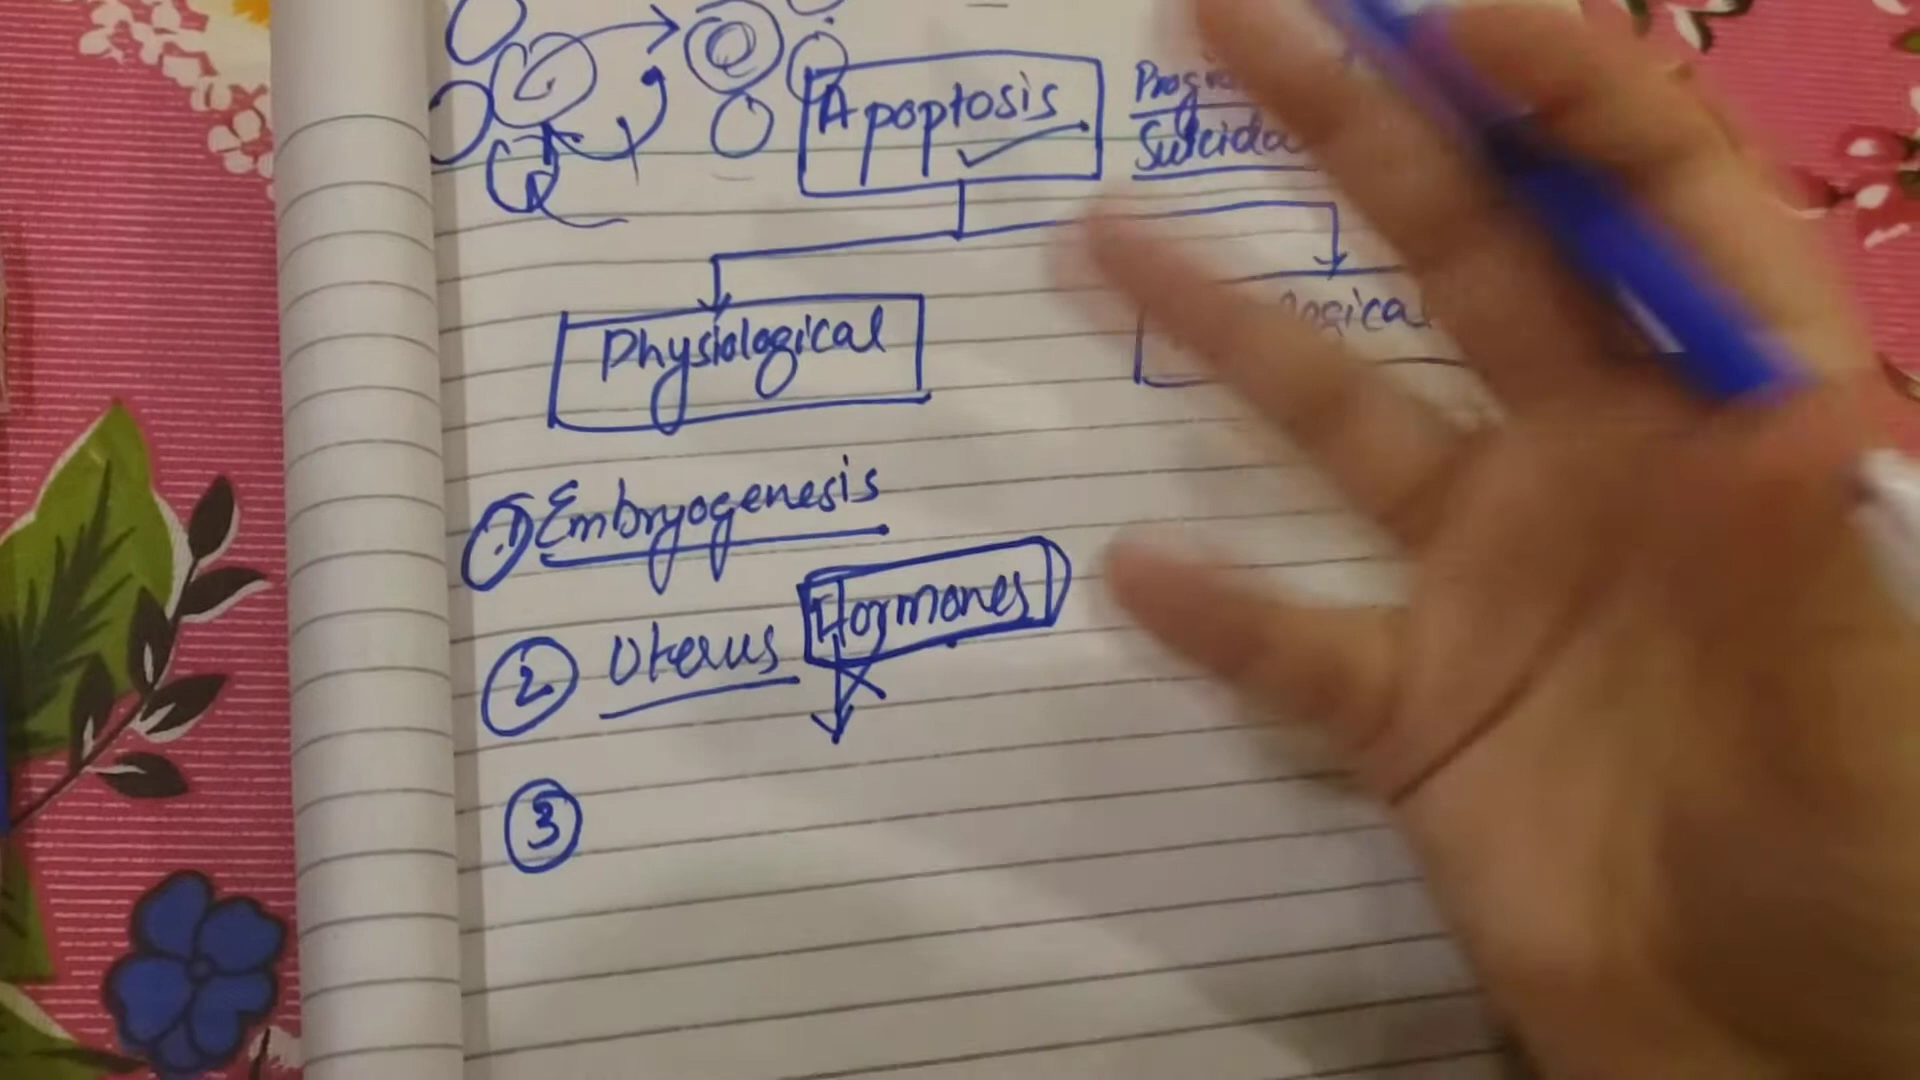 Apoptosis
Physiological
1 Embryogenesis
2 Uterus Hormones
3